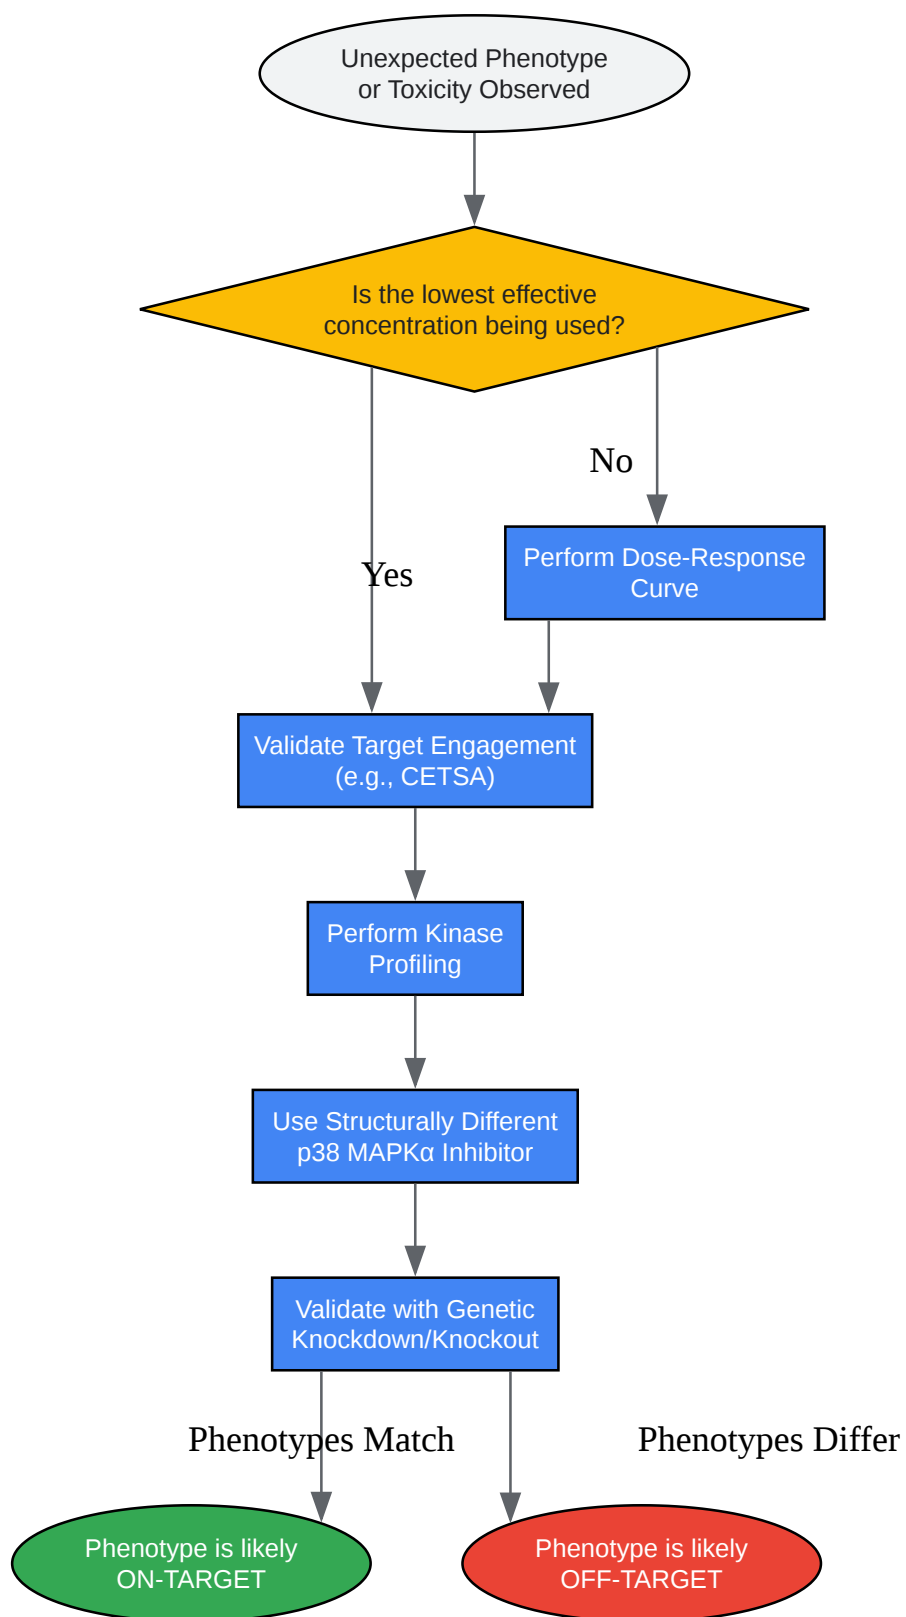 Unexpected Phenotype
or Toxicity Observed
Is the lowest effective
concentration being used?
No
Perform Dose-Response
Curve
Yes
Validate Target Engagement
(e.g., CETSA)
Perform Kinase
Profiling
Use Structurally Different
p38 MAPKα Inhibitor
Validate with Genetic
Knockdown/Knockout
Phenotypes Match
Phenotypes Differ
Phenotype is likely
ON-TARGET
Phenotype is likely
OFF-TARGET